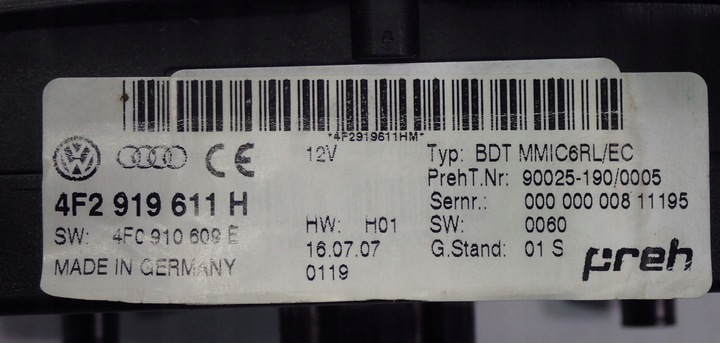 *4F2919611HM*
12V
Typ: BDT MMIC6RL/EC
PrehT.Nr: 90025-190/0005
4F2 919 611 H
Sernr.: 000 000 008 11195
HW: H01
SW: 0060
SW: 4F0 910 609 E
16.07.07
G.Stand: 01 S
MADE IN GERMANY
0119
preh